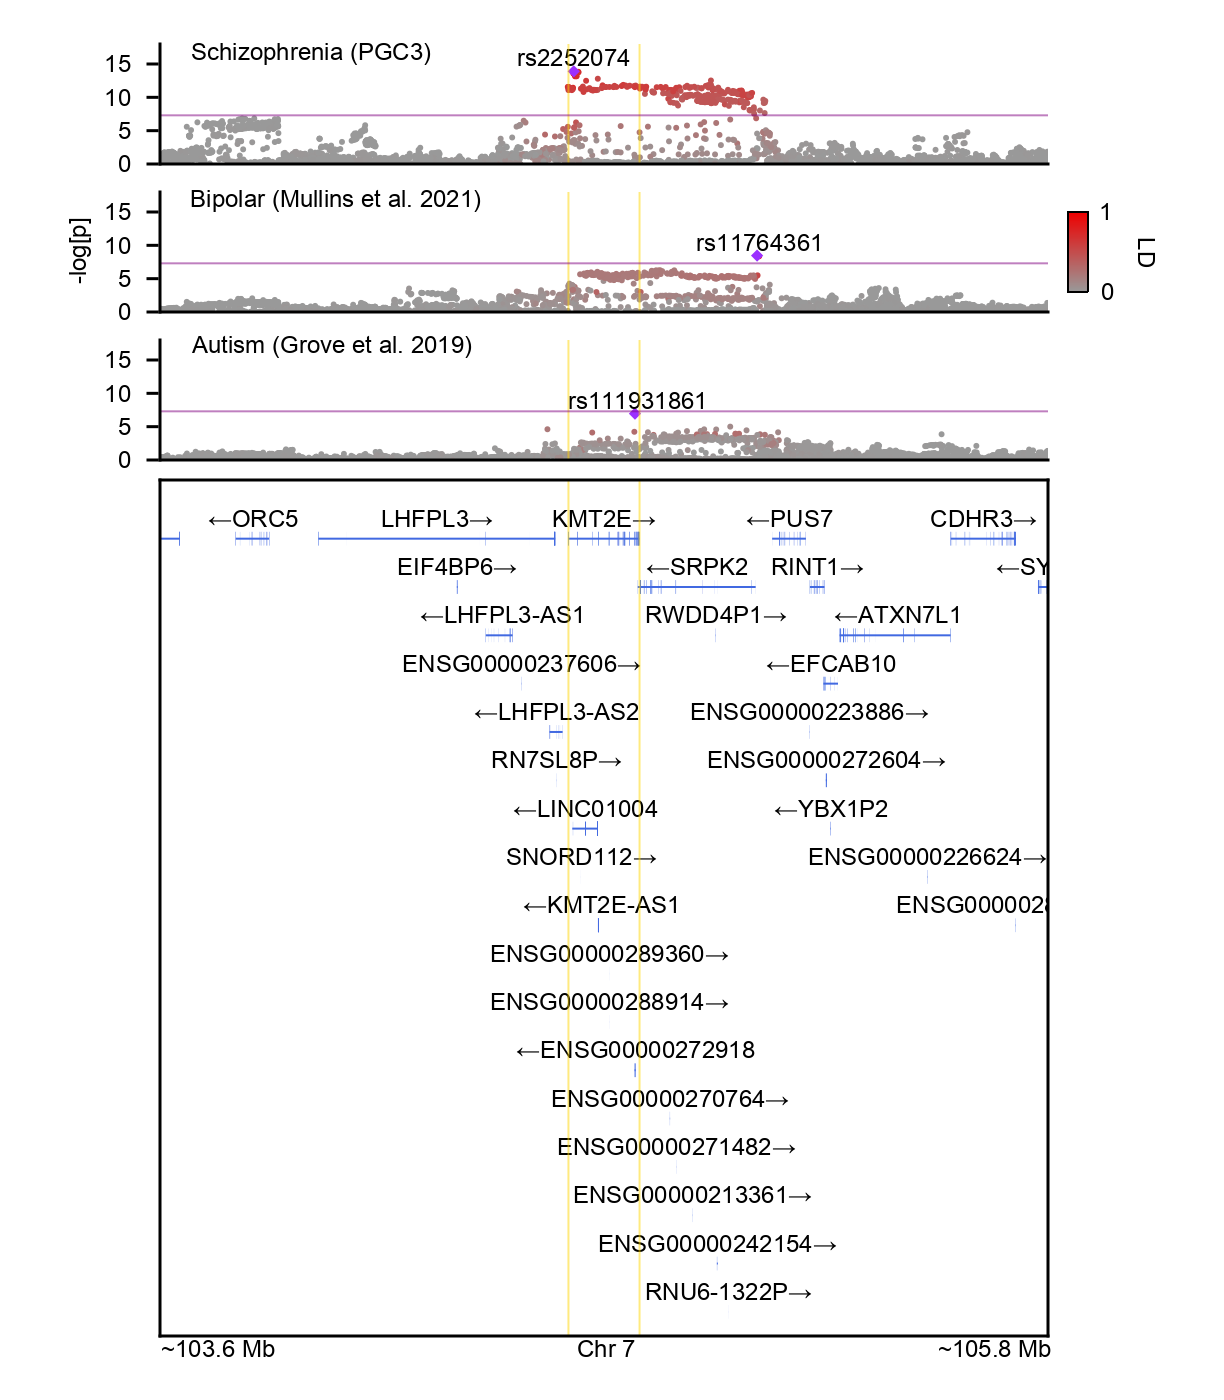 Schizophrenia (PGC3)
rs2252074
15
10
5
0
Bipolar (Mullins et al. 2021)
rs11764361
15
10
5
0
-log[p]
1
0
LD
Autism (Grove et al. 2019)
rs111931861
15
10
5
0
←ORC5 LHFPL3→ KMT2E→ ←PUS7 CDHR3→
EIF4BP6→ ←SRPK2 RINT1→ ←SY
←LHFPL3-AS1 RWDD4P1→ ←ATXN7L1
ENSG00000237606→ ←EFCAB10
←LHFPL3-AS2 ENSG00000223886→
RN7SL8P→ ENSG00000272604→
←LINC01004 ←YBX1P2
SNORD112→ ENSG00000226624→
←KMT2E-AS1 ENSG0000028
ENSG00000289360→
ENSG00000288914→
←ENSG00000272918
ENSG00000270764→
ENSG00000271482→
ENSG00000213361→
ENSG00000242154→
RNU6-1322P→
~103.6 Mb Chr 7 ~105.8 Mb